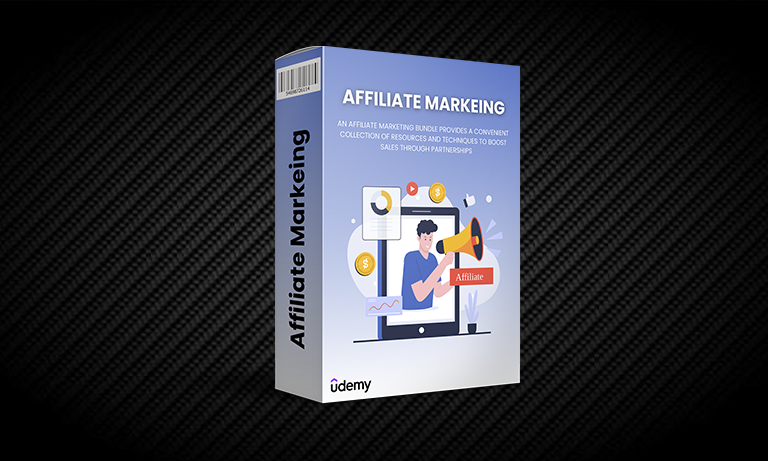 AFFILIATE MARKEING
AN AFFILIATE MARKETING BUNDLE PROVIDES A CONVENIENT
COLLECTION OF RESOURCES AND TECHNIQUES TO BOOST
SALES THROUGH PARTNERSHIPS
Affiliate
udemy
Affiliate Markeing